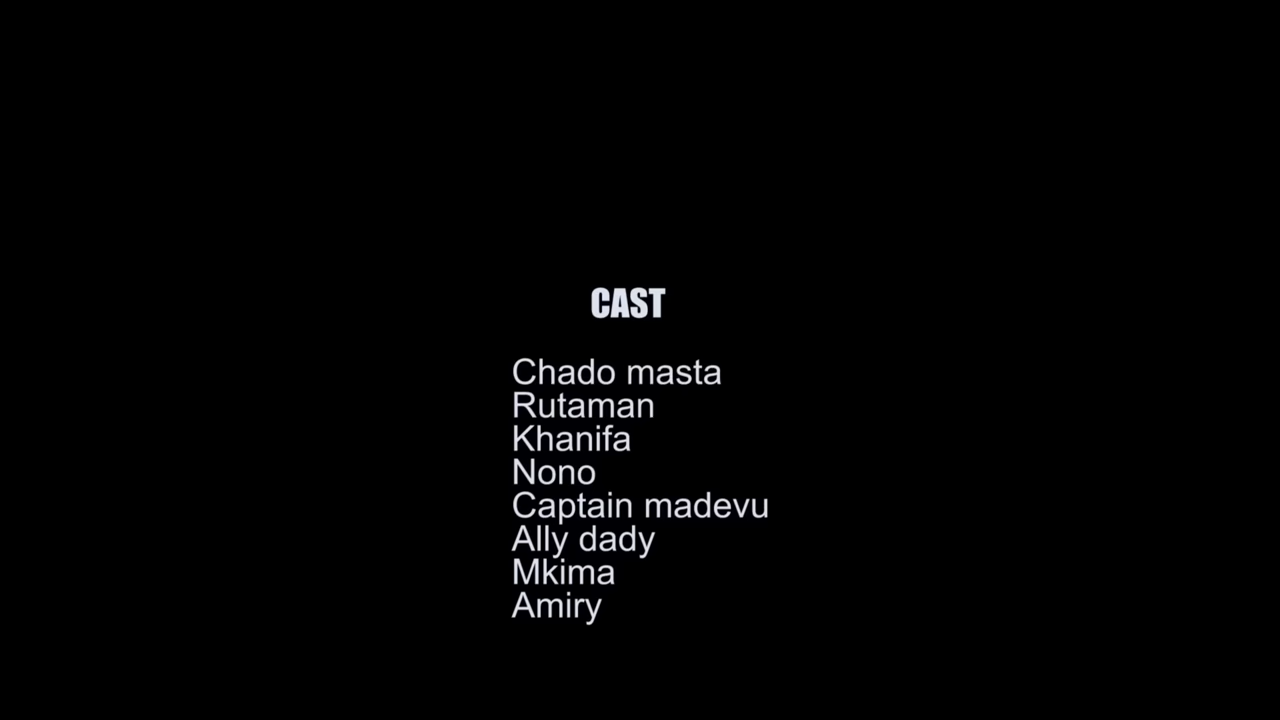 CAST
Chado masta
Rutaman
Khanifa
Nono
Captain madevu
Ally dady
Mkima
Amiry